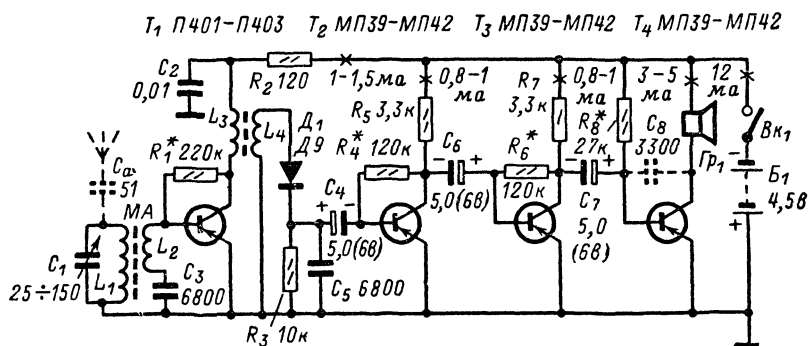 T₁ П401-П403 T₂ МП39-МП42 T₃ МП39-МП42 T₄ МП39-МП42
C₂
0,01
R₂ 120
1-1,5ма
0,8-1
ма
R₇
3,3к
0,8-1
ма
3-5
ма
12
ма
R₅ 3,3к
L₃
L₄
Д₁
Д9
R₁* 220к
R₄* 120к
C₆
5,0(6в)
R₆*
120к
R₈*
27к
C₇
5,0
(6в)
C₈
3300
Гр₁
Вк₁
Б₁
4,5в
Cа
51
МА
C₁
25÷150
L₁
L₂
C₃
6800
C₄
5,0(6в)
C₅ 6800
R₃ 10к